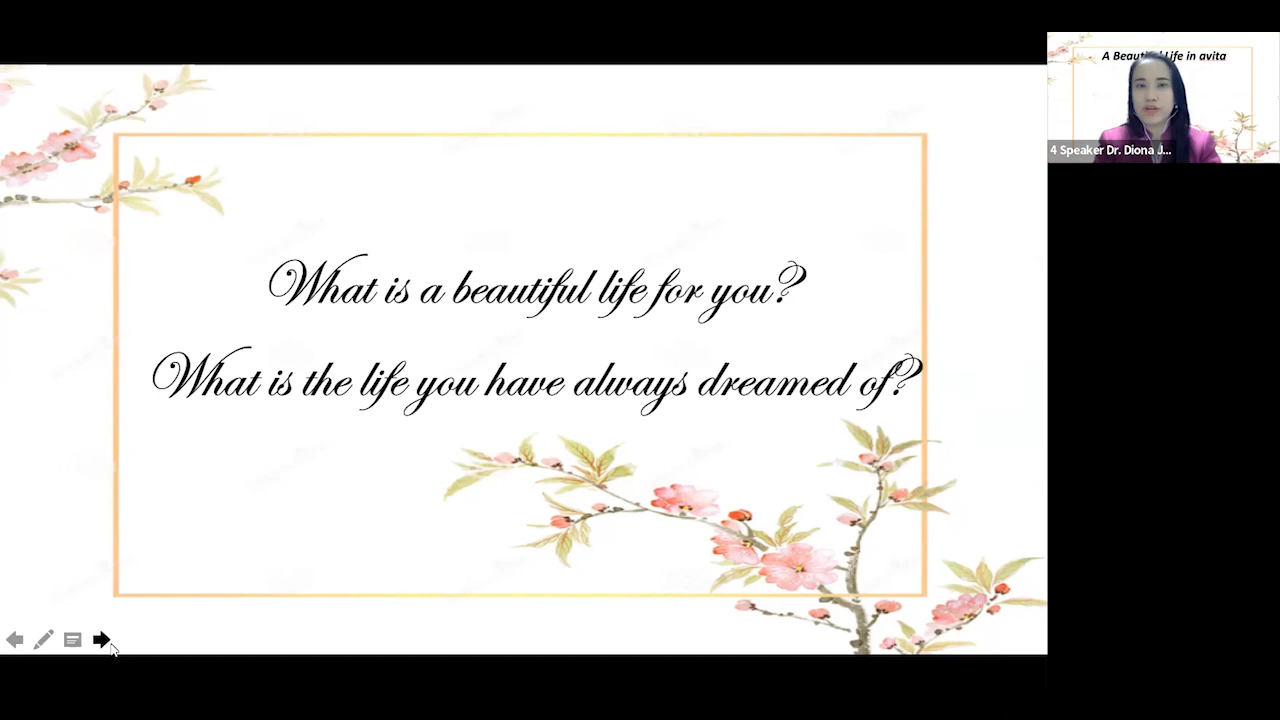 What is a beautiful life for you?
What is the life you have always dreamed of?
A Beautiful Life in avita
4 Speaker Dr. Diona J...